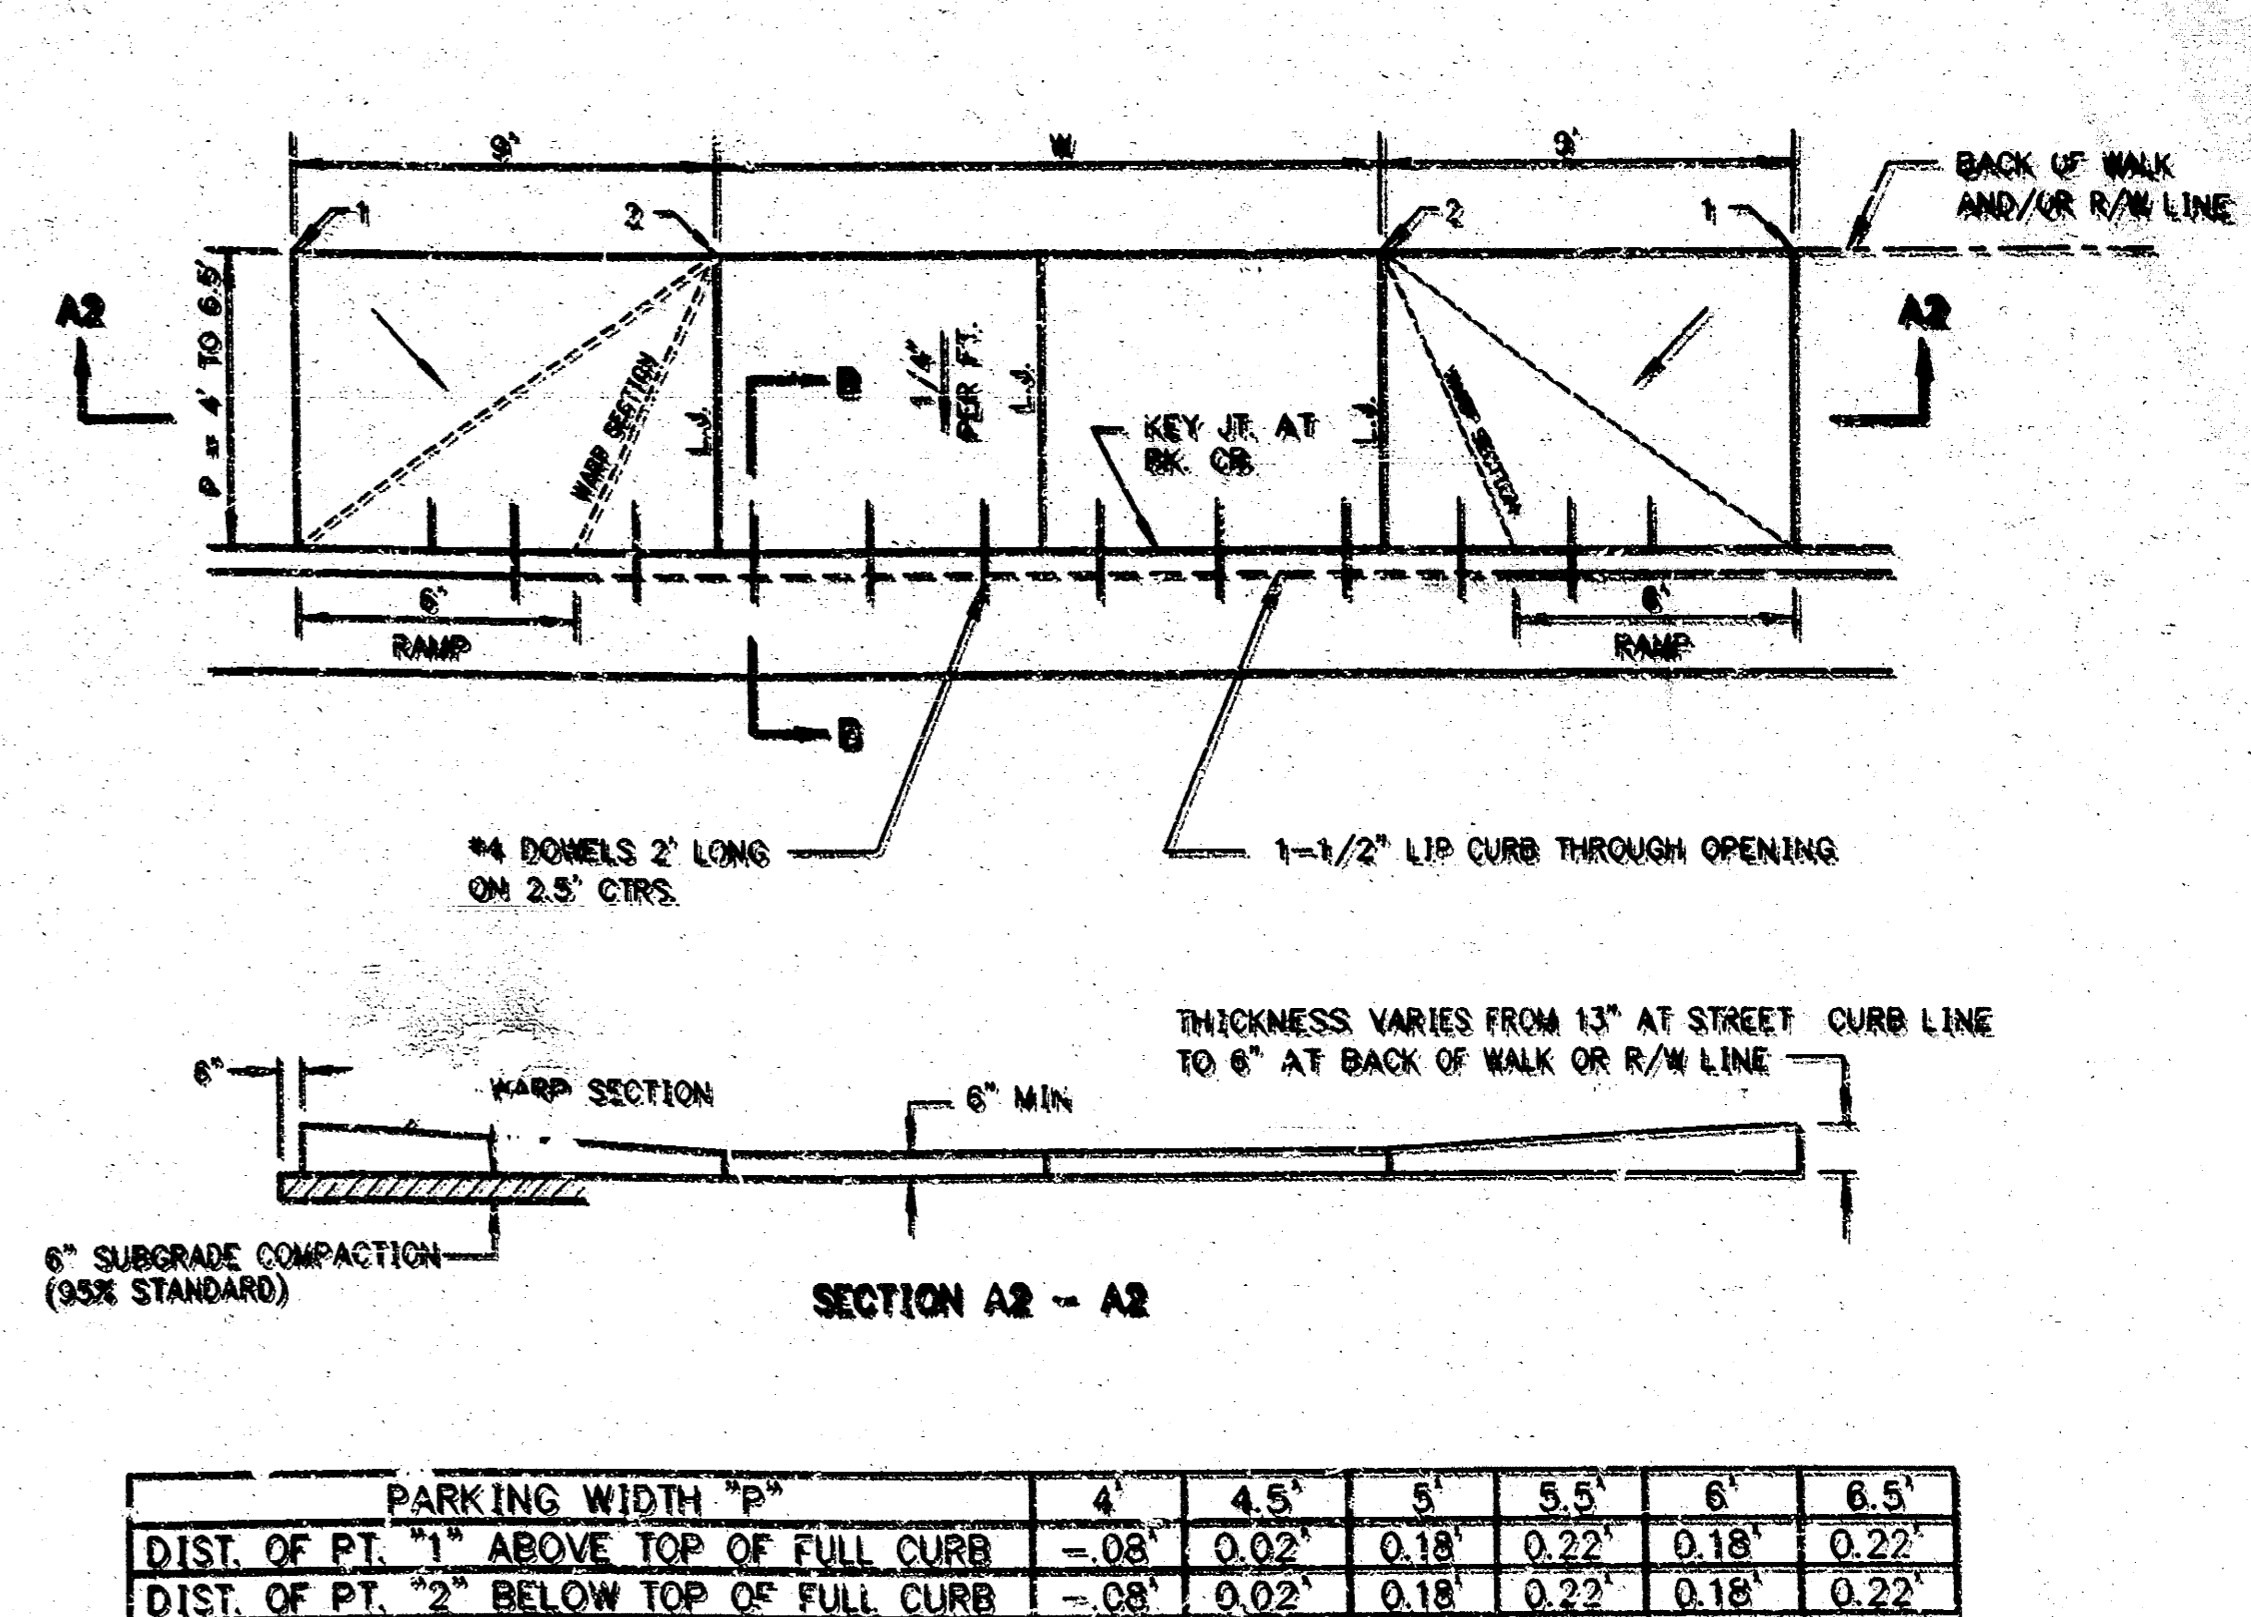 9' W 9'
1 2 2 1
BACK OF WALK
AND/OR R/W LINE
A2 A2
P = 4' TO 6.5'
WARP SECTION
L.J.
B
1/4"
PER FT.
L.J.
KEY JT. AT
BK. CB.
L.J.
WARP SECTION
6' 6'
RAMP RAMP
B
#4 DOWELS 2' LONG
ON 2.5' CTRS.
1-1/2" LIP CURB THROUGH OPENING
THICKNESS VARIES FROM 13" AT STREET CURB LINE
TO 6" AT BACK OF WALK OR R/W LINE
6"
WARP SECTION
6" MIN
6" SUBGRADE COMPACTION
(95% STANDARD)
SECTION A2 - A2
PARKING WIDTH "P" 4' 4.5' 5' 5.5' 6' 6.5'
DIST. OF PT. "1" ABOVE TOP OF FULL CURB -.08' 0.02' 0.18' 0.22' 0.18' 0.22'
DIST. OF PT. "2" BELOW TOP OF FULL CURB -.08' 0.02' 0.18' 0.22' 0.18' 0.22'